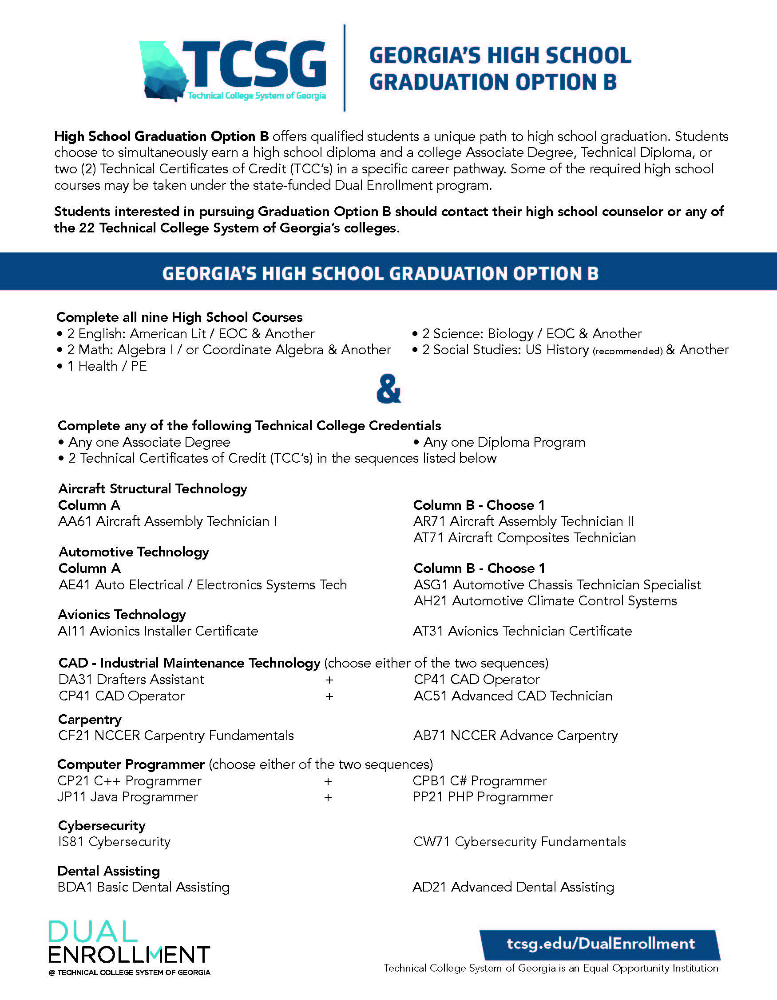 TCSG
Technical College System of Georgia
GEORGIA'S HIGH SCHOOL
GRADUATION OPTION B
High School Graduation Option B offers qualified students a unique path to high school graduation. Students
choose to simultaneously earn a high school diploma and a college Associate Degree, Technical Diploma, or
two (2) Technical Certificates of Credit (TCC's) in a specific career pathway. Some of the required high school
courses may be taken under the state-funded Dual Enrollment program.
Students interested in pursuing Graduation Option B should contact their high school counselor or any of
the 22 Technical College System of Georgia's colleges.
GEORGIA'S HIGH SCHOOL GRADUATION OPTION B
Complete all nine High School Courses
• 2 English: American Lit / EOC & Another • 2 Science: Biology / EOC & Another
• 2 Math: Algebra I / or Coordinate Algebra & Another • 2 Social Studies: US History (recommended) & Another
• 1 Health / PE
&
Complete any of the following Technical College Credentials
• Any one Associate Degree • Any one Diploma Program
• 2 Technical Certificates of Credit (TCC's) in the sequences listed below
Aircraft Structural Technology
Column A Column B - Choose 1
AA61 Aircraft Assembly Technician I AR71 Aircraft Assembly Technician II
AT71 Aircraft Composites Technician
Automotive Technology
Column A Column B - Choose 1
AE41 Auto Electrical / Electronics Systems Tech ASG1 Automotive Chassis Technician Specialist
AH21 Automotive Climate Control Systems
Avionics Technology
AI11 Avionics Installer Certificate AT31 Avionics Technician Certificate
CAD - Industrial Maintenance Technology (choose either of the two sequences)
DA31 Drafters Assistant + CP41 CAD Operator
CP41 CAD Operator + AC51 Advanced CAD Technician
Carpentry
CF21 NCCER Carpentry Fundamentals AB71 NCCER Advance Carpentry
Computer Programmer (choose either of the two sequences)
CP21 C++ Programmer + CPB1 C# Programmer
JP11 Java Programmer + PP21 PHP Programmer
Cybersecurity
IS81 Cybersecurity CW71 Cybersecurity Fundamentals
Dental Assisting
BDA1 Basic Dental Assisting AD21 Advanced Dental Assisting
DUAL
ENROLLMENT
@ TECHNICAL COLLEGE SYSTEM OF GEORGIA
tcsg.edu/DualEnrollment
Technical College System of Georgia is an Equal Opportunity Institution